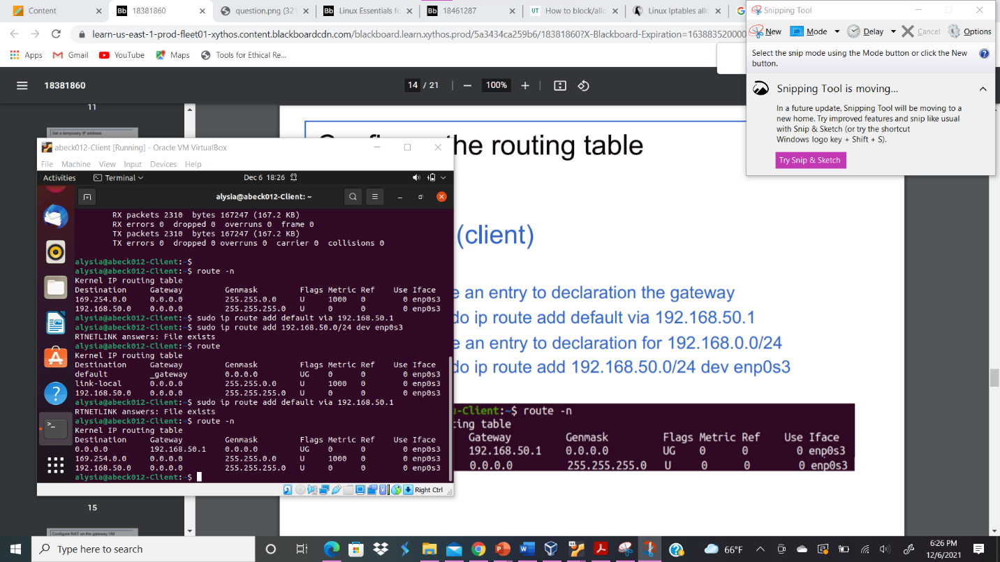 Content
18381860
question.png (321
Linux Essentials fo
18461287
How to block/allo
Linux Iptables allo
learn-us-east-1-prod-fleet01-xythos.content.blackboardcdn.com/blackboard.learn.xythos.prod/5a3434ca259b6/18381860?X-Blackboard-Expiration=163883520000
Apps
Gmail
YouTube
Maps
Tools for Ethical Re...
Snipping Tool
New
Mode
Delay
Cancel
Options
Select the snip mode using the Mode button or click the New
button.
Snipping Tool is moving...
In a future update, Snipping Tool will be moving to a
new home. Try improved features and snip like usual
with Snip & Sketch (or try the shortcut
Windows logo key + Shift + S).
Try Snip & Sketch
18381860
14 / 21
100%
11
Set a temporary IP address
he routing table
(client)
e an entry to declaration the gateway
do ip route add default via 192.168.50.1
e an entry to declaration for 192.168.0.0/24
do ip route add 192.168.50.0/24 dev enp0s3
u-Client:~$ route -n
ting table
Gateway Genmask Flags Metric Ref Use Iface
192.168.50.1 0.0.0.0 UG 0 0 0 enp0s3
0.0.0.0 255.255.255.0 U 0 0 0 enp0s3
abeck012-Client [Running] - Oracle VM VirtualBox
File Machine View Input Devices Help
Activities
Terminal
Dec 6 18:26
alysia@abeck012-Client: ~
RX packets 2310 bytes 167247 (167.2 KB)
RX errors 0 dropped 0 overruns 0 frame 0
TX packets 2310 bytes 167247 (167.2 KB)
TX errors 0 dropped 0 overruns 0 carrier 0 collisions 0
alysia@abeck012-Client:~$
alysia@abeck012-Client:~$ route -n
Kernel IP routing table
Destination Gateway Genmask Flags Metric Ref Use Iface
169.254.0.0 0.0.0.0 255.255.0.0 U 1000 0 0 enp0s3
192.168.50.0 0.0.0.0 255.255.255.0 U 0 0 0 enp0s3
alysia@abeck012-Client:~$ sudo ip route add default via 192.168.50.1
alysia@abeck012-Client:~$ sudo ip route add 192.168.50.0/24 dev enp0s3
RTNETLINK answers: File exists
alysia@abeck012-Client:~$ route
Kernel IP routing table
Destination Gateway Genmask Flags Metric Ref Use Iface
default _gateway 0.0.0.0 UG 0 0 0 enp0s3
link-local 0.0.0.0 255.255.0.0 U 1000 0 0 enp0s3
192.168.50.0 0.0.0.0 255.255.255.0 U 0 0 0 enp0s3
alysia@abeck012-Client:~$ sudo ip route add default via 192.168.50.1
RTNETLINK answers: File exists
alysia@abeck012-Client:~$ route -n
Kernel IP routing table
Destination Gateway Genmask Flags Metric Ref Use Iface
0.0.0.0 192.168.50.1 0.0.0.0 UG 0 0 0 enp0s3
169.254.0.0 0.0.0.0 255.255.0.0 U 1000 0 0 enp0s3
192.168.50.0 0.0.0.0 255.255.255.0 U 0 0 0 enp0s3
alysia@abeck012-Client:~$
Right Ctrl
15
Configure NAT on the gateway VM
Type here to search
66°F
6:26 PM
12/6/2021